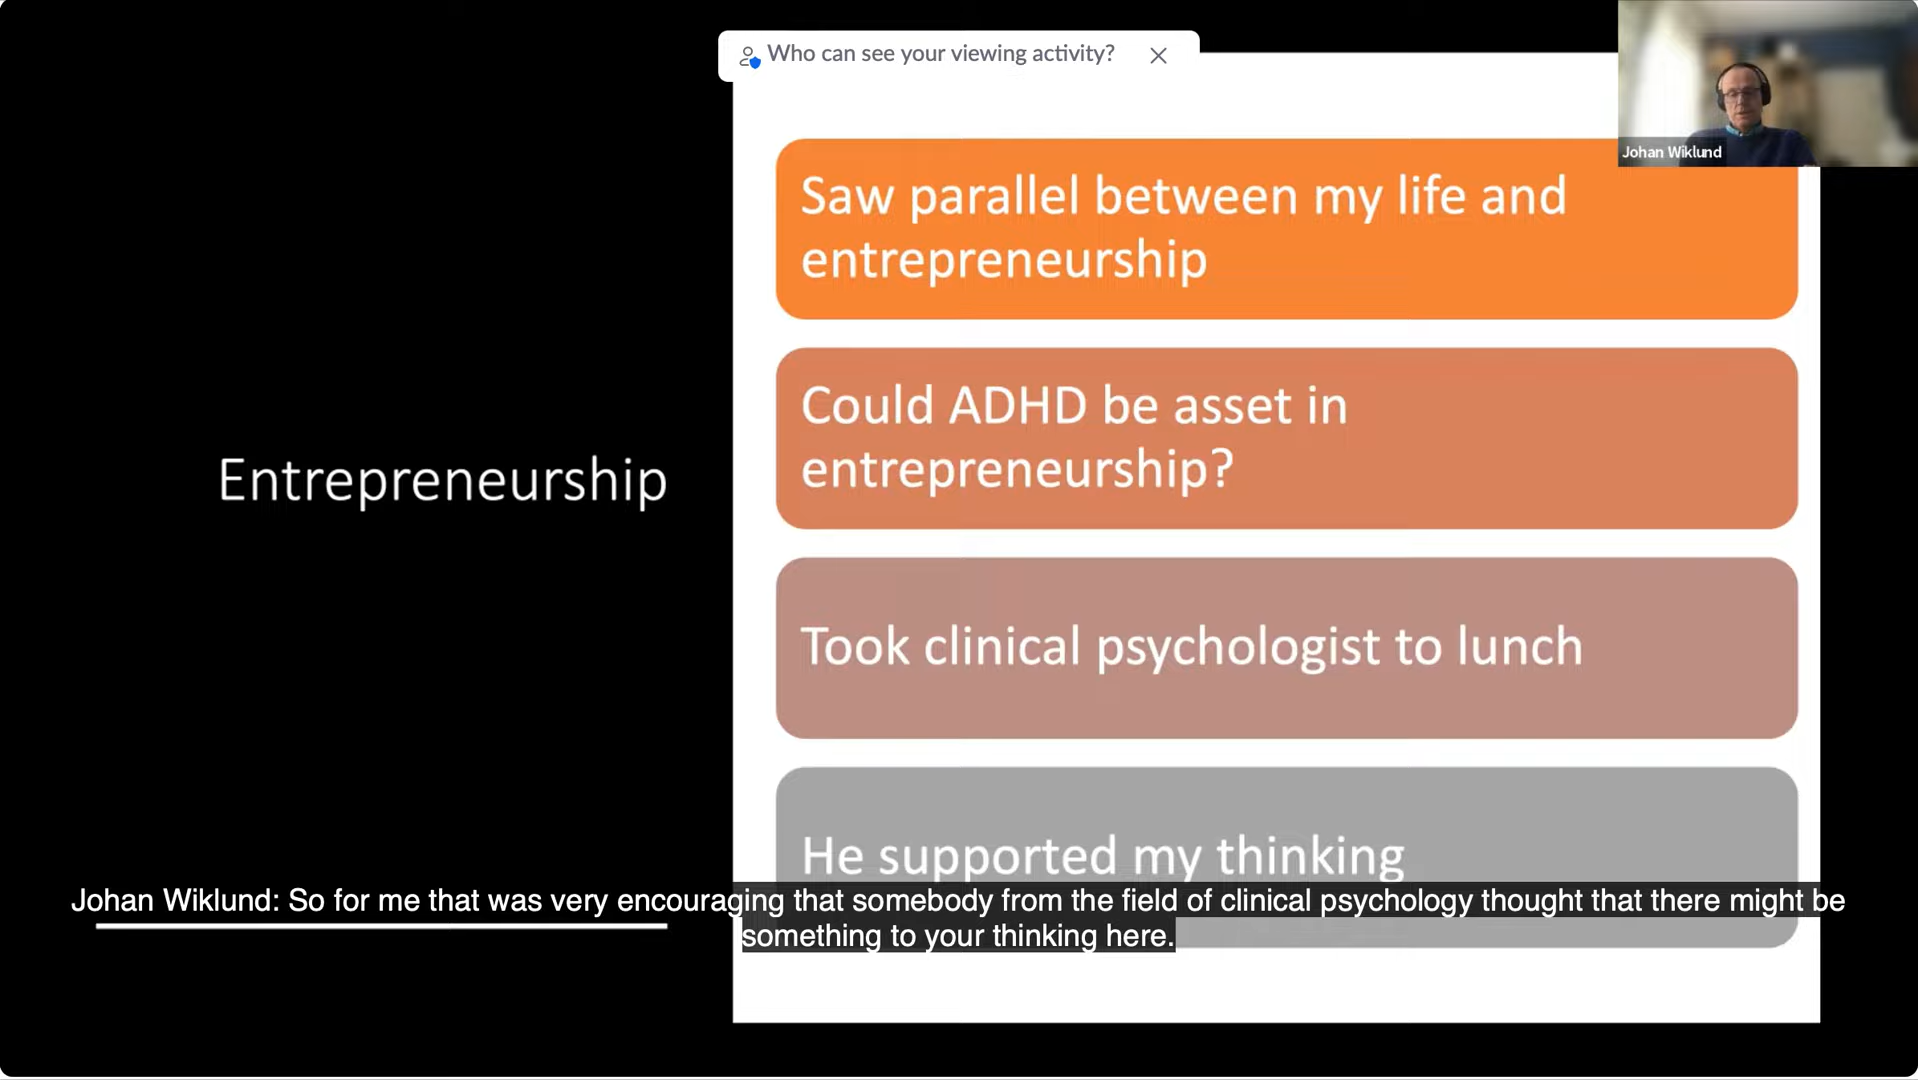 Who can see your viewing activity?
Johan Wiklund
Entrepreneurship
Saw parallel between my life and
entrepreneurship
Could ADHD be asset in
entrepreneurship?
Took clinical psychologist to lunch
He supported my thinking
Johan Wiklund: So for me that was very encouraging that somebody from the field of clinical psychology thought that there might be
something to your thinking here.